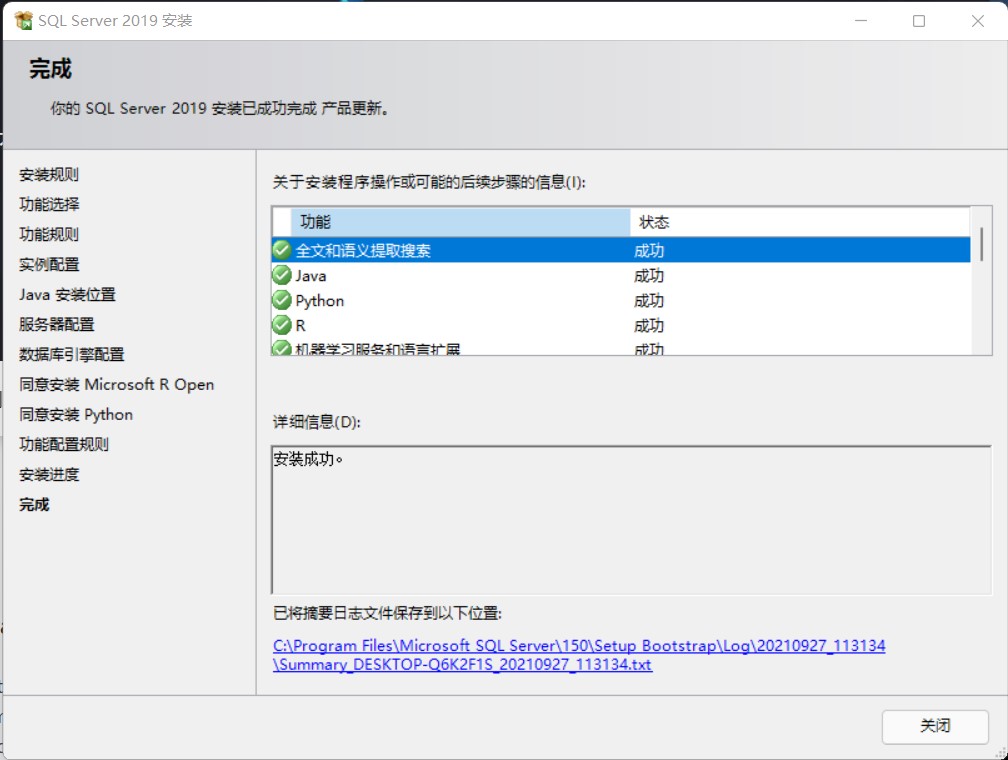 SQL Server 2019 安装
完成
你的 SQL Server 2019 安装已成功完成 产品更新。
安装规则
功能选择
功能规则
实例配置
Java 安装位置
服务器配置
数据库引擎配置
同意安装 Microsoft R Open
同意安装 Python
功能配置规则
安装进度
完成
关于安装程序操作或可能的后续步骤的信息(I):
功能 状态
全文和语义提取搜索 成功
Java 成功
Python 成功
R 成功
机器学习服务和语言扩展 成功
详细信息(D):
安装成功。
已将摘要日志文件保存到以下位置:
C:\Program Files\Microsoft SQL Server\150\Setup Bootstrap\Log\20210927_113134
\Summary_DESKTOP-Q6K2F1S_20210927_113134.txt
关闭